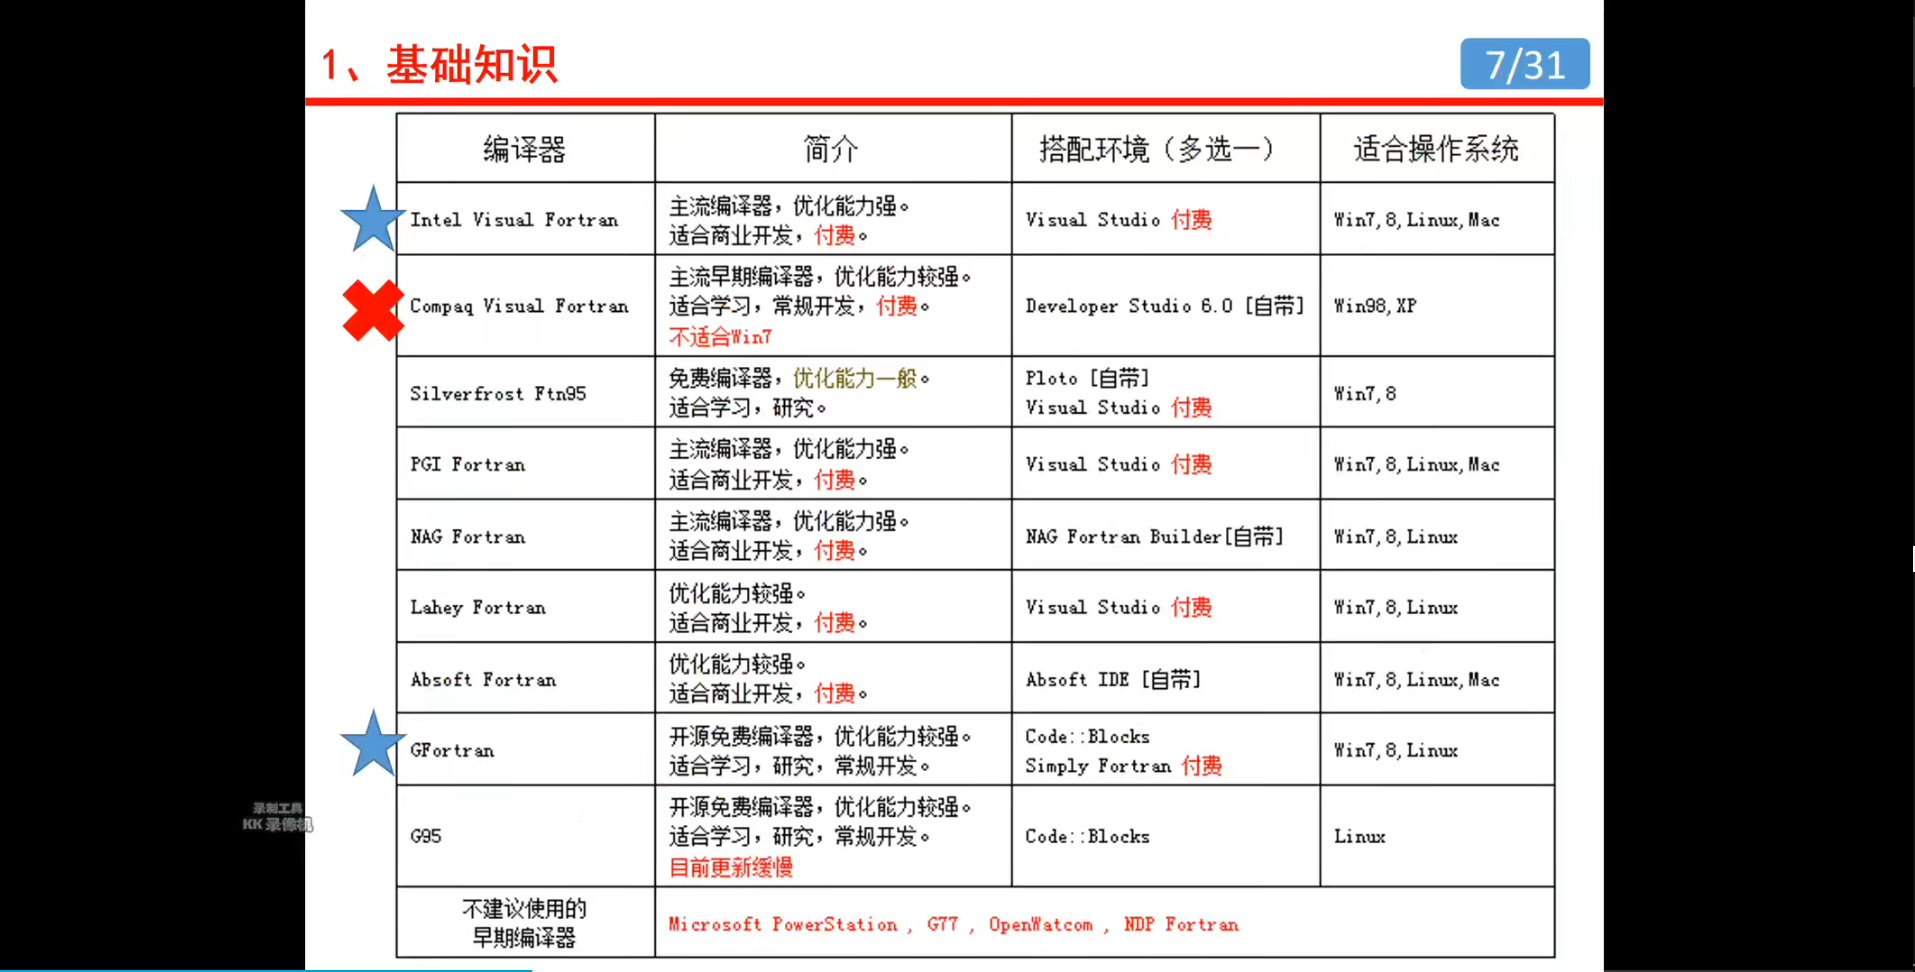 1、基础知识
7/31
编译器
简介
搭配环境（多选一）
适合操作系统
Intel Visual Fortran
主流编译器，优化能力强。
适合商业开发，付费。
Visual Studio 付费
Win7,8,Linux,Mac
Compaq Visual Fortran
主流早期编译器，优化能力较强。
适合学习，常规开发，付费。
不适合Win7
Developer Studio 6.0 [自带]
Win98,XP
Silverfrost Ftn95
免费编译器，优化能力一般。
适合学习，研究。
Ploto [自带]
Visual Studio 付费
Win7,8
PGI Fortran
主流编译器，优化能力强。
适合商业开发，付费。
Visual Studio 付费
Win7,8,Linux,Mac
NAG Fortran
主流编译器，优化能力强。
适合商业开发，付费。
NAG Fortran Builder[自带]
Win7,8,Linux
Lahey Fortran
优化能力较强。
适合商业开发，付费。
Visual Studio 付费
Win7,8,Linux
Absoft Fortran
优化能力较强。
适合商业开发，付费。
Absoft IDE [自带]
Win7,8,Linux,Mac
GFortran
开源免费编译器，优化能力较强。
适合学习，研究，常规开发。
Code::Blocks
Simply Fortran 付费
Win7,8,Linux
录制工具
KK 录像机
G95
开源免费编译器，优化能力较强。
适合学习，研究，常规开发。
目前更新缓慢
Code::Blocks
Linux
不建议使用的
早期编译器
Microsoft PowerStation , G77 , OpenWatcom , NDP Fortran